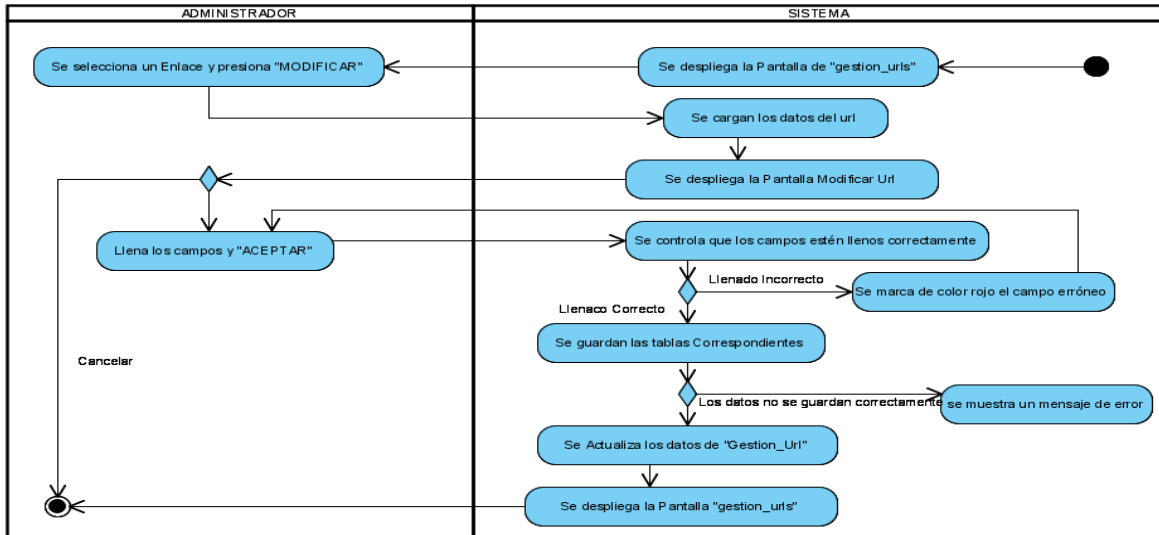 ADMINISTRADOR
SISTEMA
Se selecciona un Enlace y presiona "MODIFICAR"
Se despliega la Pantalla de "gestion_urls"
Se cargan los datos del url
Se despliega la Pantalla Modificar Url
Llena los campos y "ACEPTAR"
Se controla que los campos estén llenos correctamente
Llenado Incorrecto
Se marca de color rojo el campo erróneo
Llenaco Correcto
Se guardan las tablas Correspondientes
Cancelar
Los datos no se guardan correctamente
se muestra un mensaje de error
Se Actualiza los datos de "Gestion_Url"
Se despliega la Pantalla "gestion_urls"